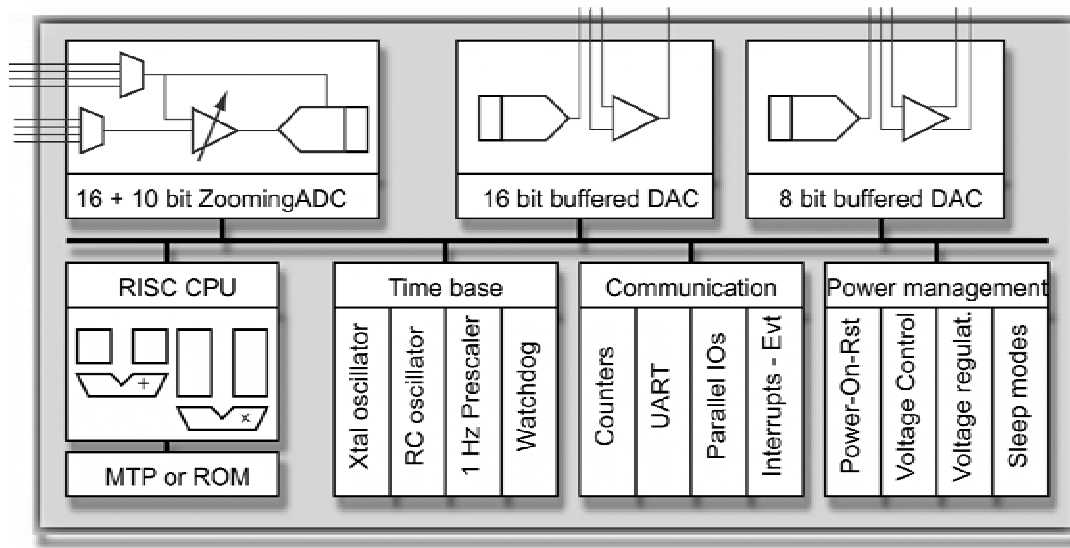 16 + 10 bit ZoomingADC
16 bit buffered DAC
8 bit buffered DAC
RISC CPU
+
x
MTP or ROM
Time base
Xtal oscillator
RC oscillator
1 Hz Prescaler
Watchdog
Communication
Counters
UART
Parallel IOs
Interrupts - Evt
Power management
Power-On-Rst
Voltage Control
Voltage regulat.
Sleep modes